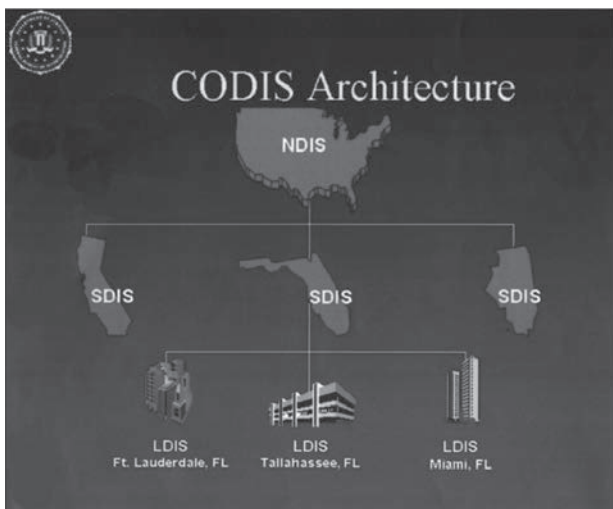 CODIS Architecture
NDIS
SDIS SDIS SDIS
LDIS LDIS LDIS
Ft. Lauderdale, FL Tallahassee, FL Miami, FL